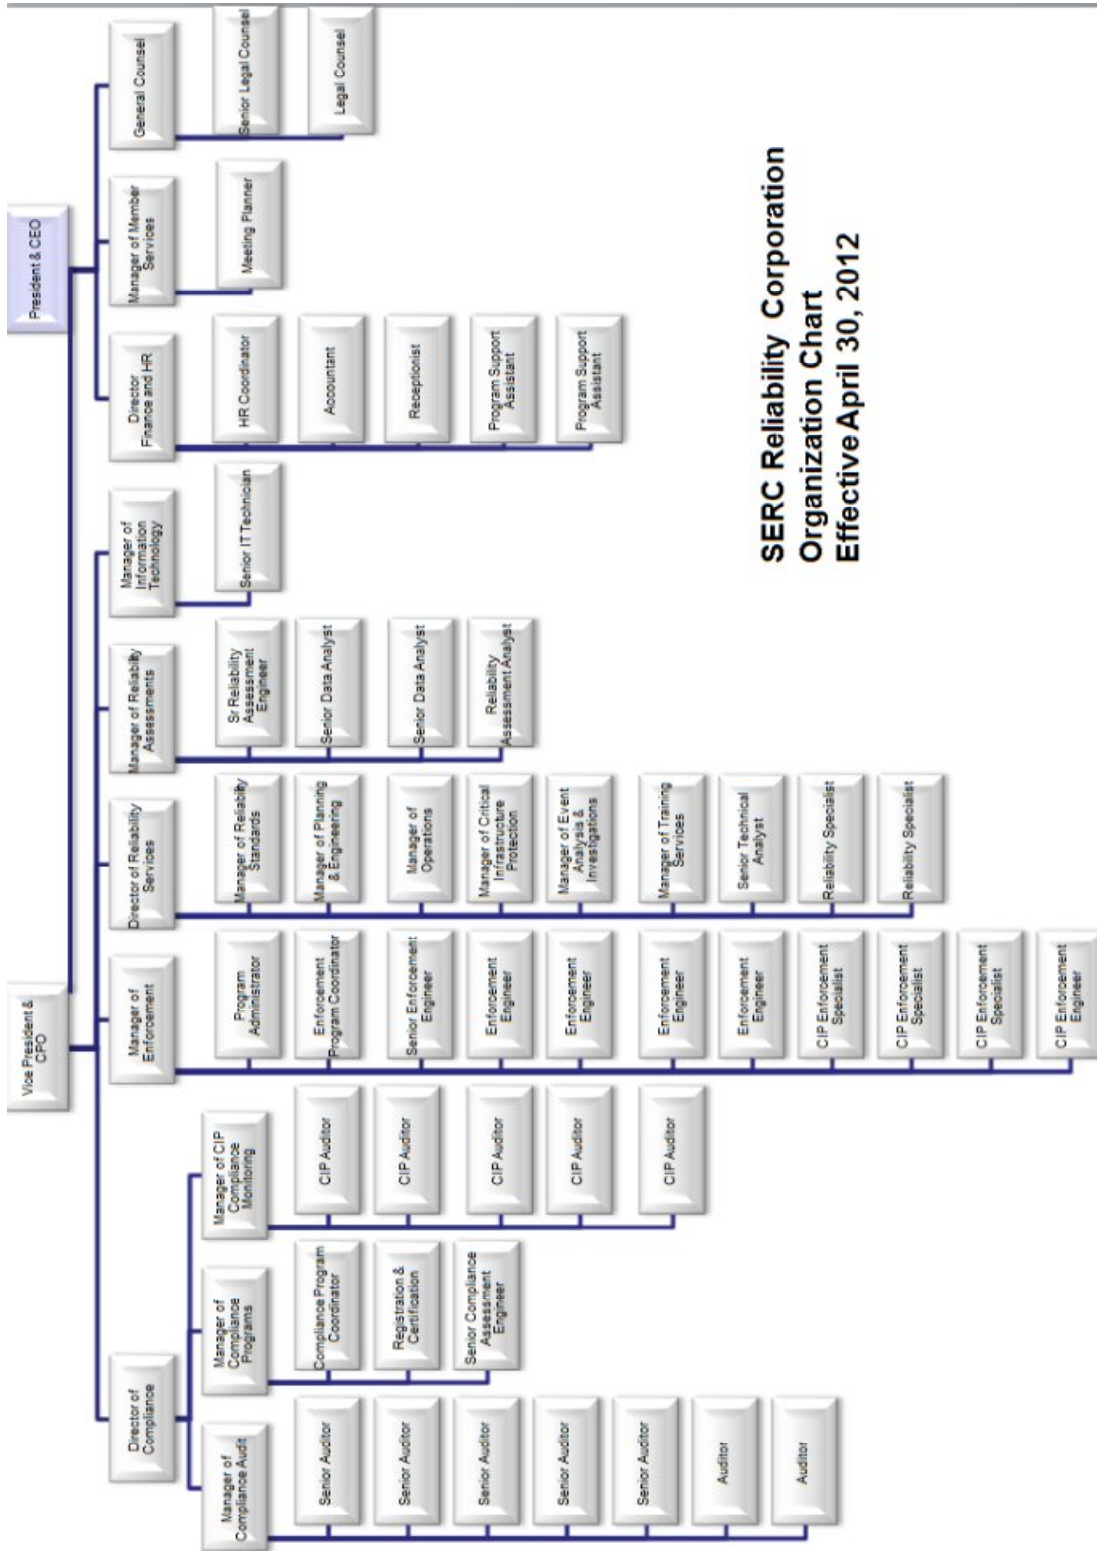 President & CEO
Vice President &
CPO
Director of
Compliance
Manager of
Enforcement
Director of Reliability
Services
Manager of Reliability
Assessments
Manager of
Information
Technology
Director
Finance and HR
Manager of Member
Services
General Counsel
Manager of
Compliance Audit
Senior Auditor
Senior Auditor
Senior Auditor
Senior Auditor
Senior Auditor
Auditor
Auditor
Manager of
Compliance
Programs
Compliance Program
Coordinator
Registration &
Certification
Senior Compliance
Assessment
Engineer
Manager of CIP
Compliance
Monitoring
CIP Auditor
CIP Auditor
CIP Auditor
CIP Auditor
CIP Auditor
Program
Administrator
Enforcement
Program Coordinator
Senior Enforcement
Engineer
Enforcement
Engineer
Enforcement
Engineer
Enforcement
Engineer
Enforcement
Engineer
CIP Enforcement
Specialist
CIP Enforcement
Specialist
CIP Enforcement
Specialist
CIP Enforcement
Engineer
Manager of Reliability
Standards
Manager of Planning
& Engineering
Manager of
Operations
Manager of Critical
Infrastructure
Protection
Manager of Event
Analysis &
Investigations
Manager of Training
Services
Senior Technical
Analyst
Reliability Specialist
Reliability Specialist
Sr Reliability
Assessment
Engineer
Senior Data Analyst
Senior Data Analyst
Reliability
Assessment Analyst
Senior IT Technician
HR Coordinator
Accountant
Receptionist
Program Support
Assistant
Program Support
Assistant
Meeting Planner
Senior Legal Counsel
Legal Counsel
SERC Reliability Corporation
Organization Chart
Effective April 30, 2012